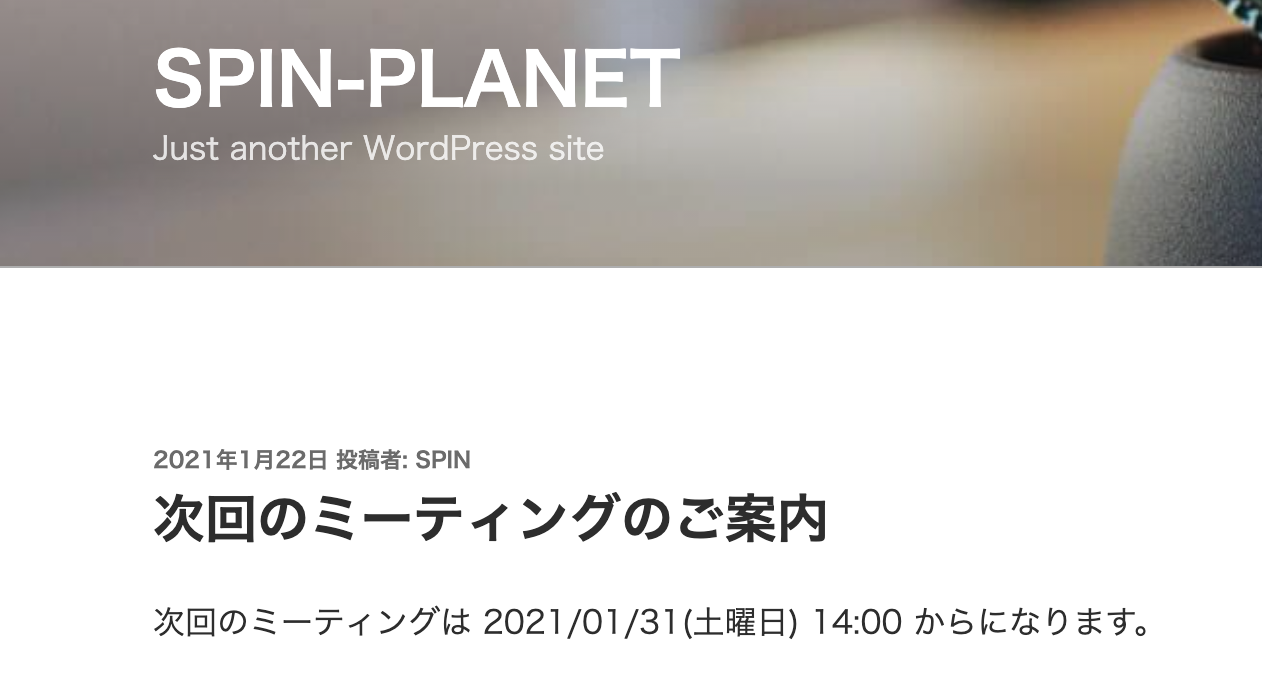 SPIN-PLANET
Just another WordPress site
2021年1月22日 投稿者: SPIN
次回のミーティングのご案内
次回のミーティングは 2021/01/31(土曜日) 14:00 からになります。